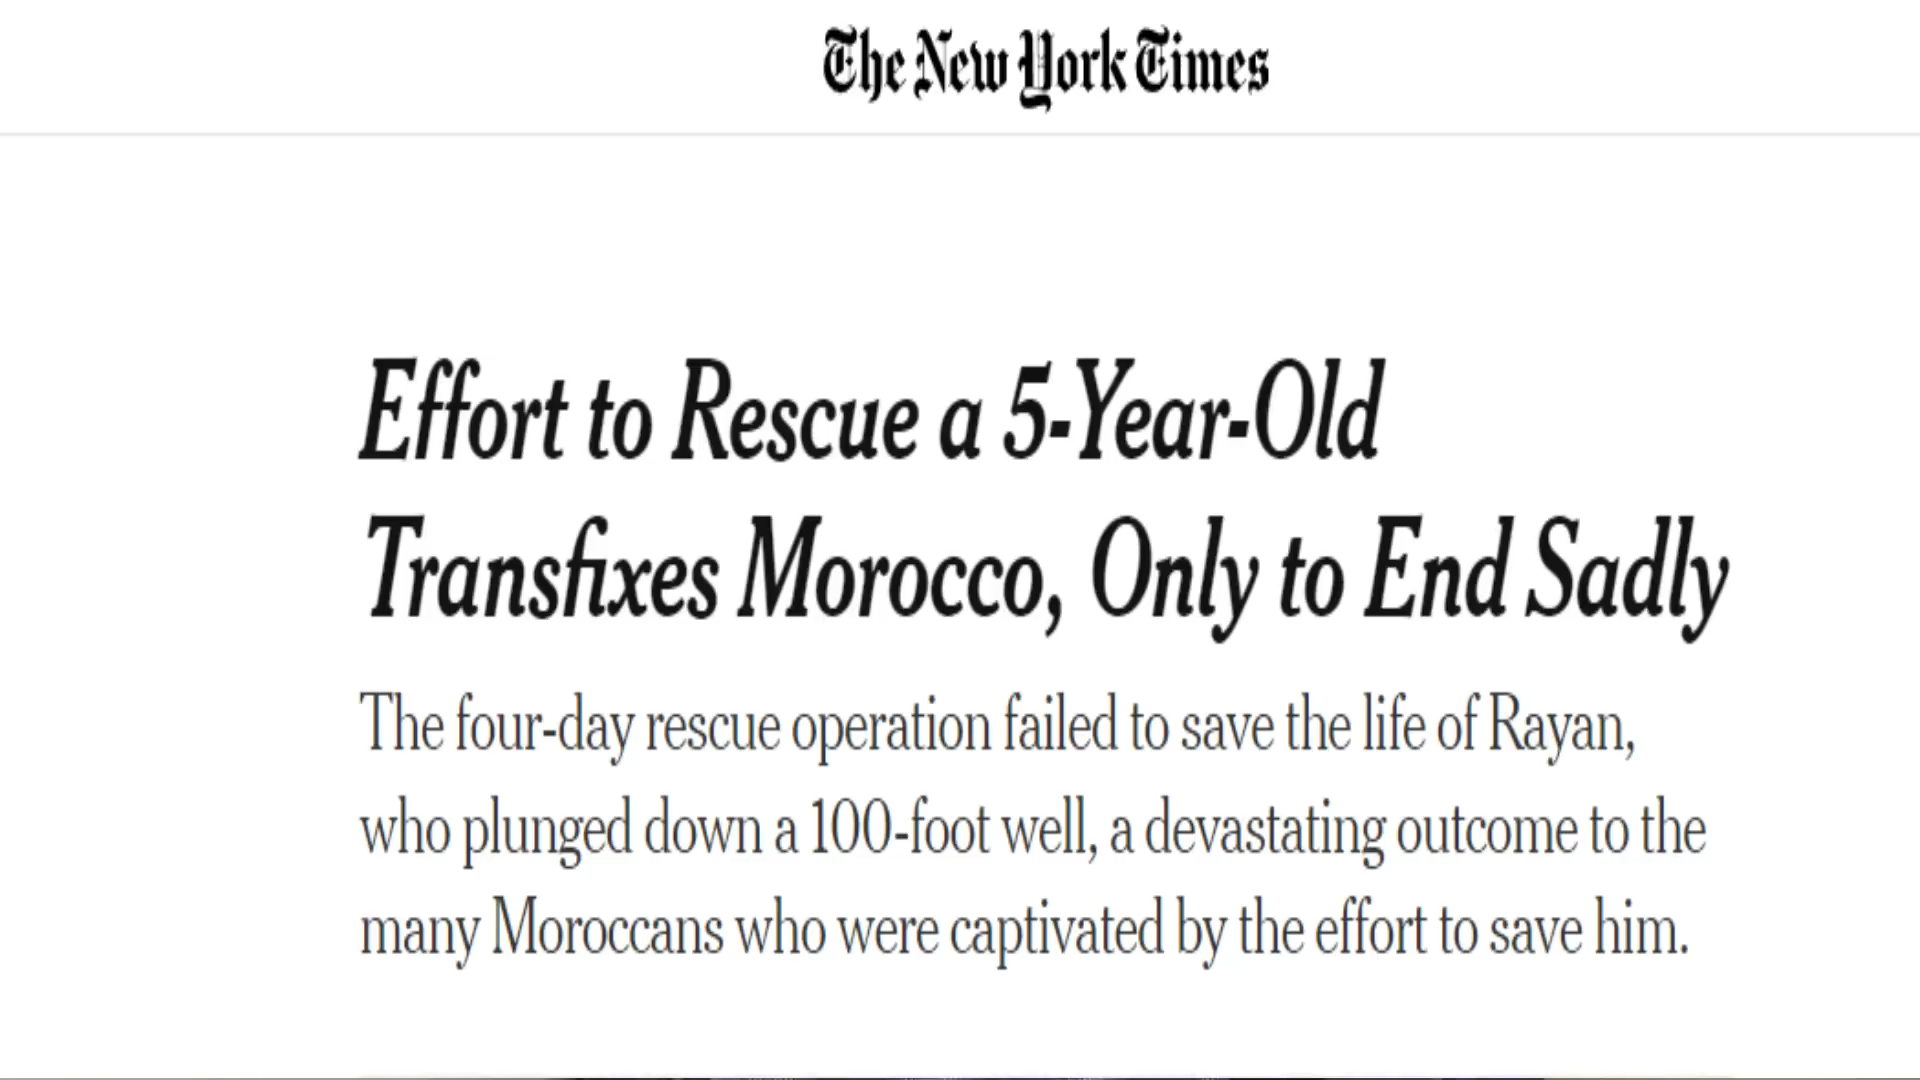 The New York Times
Effort to Rescue a 5-Year-Old
Transfixes Morocco, Only to End Sadly
The four-day rescue operation failed to save the life of Rayan,
who plunged down a 100-foot well, a devastating outcome to the
many Moroccans who were captivated by the effort to save him.